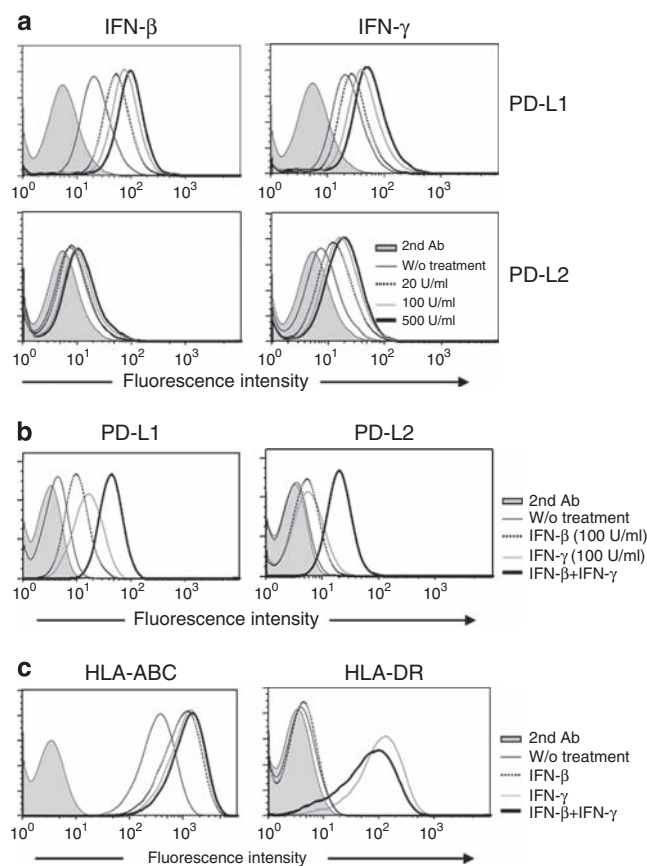 a
IFN-β IFN-γ
PD-L1
10⁰ 10¹ 10² 10³ 10⁰ 10¹ 10² 10³
2nd Ab
W/o treatment
20 U/ml
100 U/ml
500 U/ml
PD-L2
10⁰ 10¹ 10² 10³ 10⁰ 10¹ 10² 10³
Fluorescence intensity
b
PD-L1 PD-L2
2nd Ab
W/o treatment
IFN-β (100 U/ml)
IFN-γ (100 U/ml)
IFN-β+IFN-γ
10⁰ 10¹ 10² 10³ 10⁰ 10¹ 10² 10³
Fluorescence intensity
c
HLA-ABC HLA-DR
2nd Ab
W/o treatment
IFN-β
IFN-γ
IFN-β+IFN-γ
10⁰ 10¹ 10² 10³ 10⁰ 10¹ 10² 10³
Fluorescence intensity